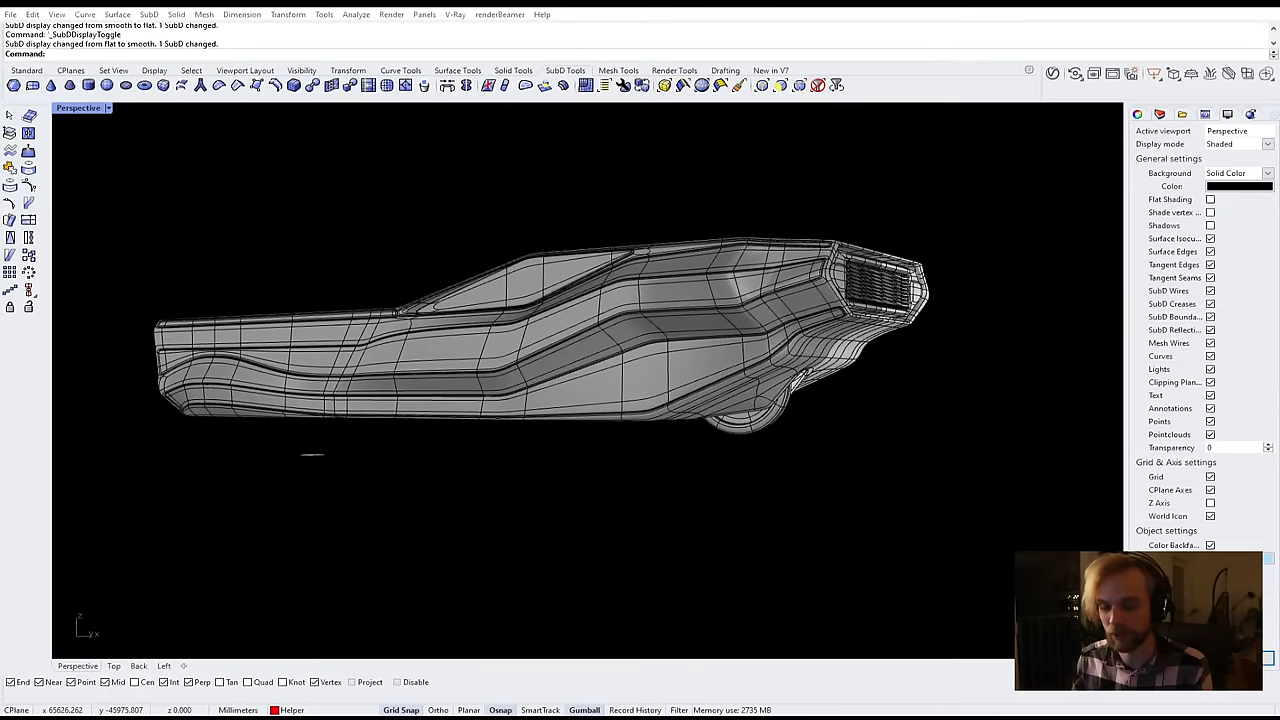 File Edit View Curve Surface SubD Solid Mesh Dimension Transform Tools Analyze Render Panels V-Ray renderBeamer Help
SubD display changed from smooth to flat. 1 SubD changed.
Command: '_SubDDisplayToggle
SubD display changed from flat to smooth. 1 SubD changed.
Command:
Standard CPlanes Set View Display Select Viewport Layout Visibility Transform Curve Tools Surface Tools Solid Tools SubD Tools Mesh Tools Render Tools Drafting New in V7
Perspective
Active viewport Perspective
Display mode Shaded
General settings
Background Solid Color
Color:
Flat Shading
Shade vertex ...
Shadows
Surface Isocu...
Surface Edges
Tangent Edges
Tangent Seams
SubD Wires
SubD Creases
SubD Bounda...
SubD Reflecti...
Mesh Wires
Curves
Lights
Clipping Plan...
Text
Annotations
Points
Pointclouds
Transparency 0
Grid & Axis settings
Grid
CPlane Axes
Z Axis
World Icon
Object settings
Color Backfa...
z
y x
Perspective Top Back Left
End Near Point Mid Cen Int Perp Tan Quad Knot Vertex Project Disable
CPlane x 65626.262 y -45975.807 z 0.000 Millimeters Helper Grid Snap Ortho Planar Osnap SmartTrack Gumball Record History Filter Memory use: 2735 MB